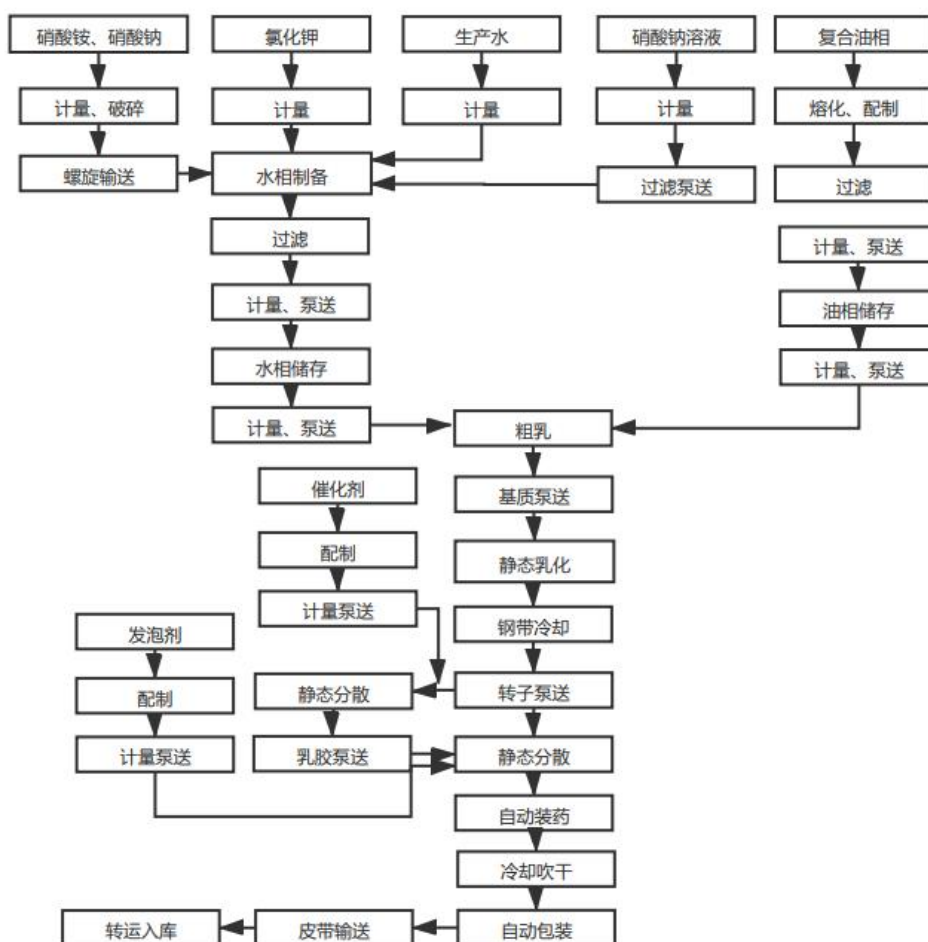 硝酸铵、硝酸钠
氯化钾
生产水
硝酸钠溶液
复合油相
计量、破碎
计量
计量
计量
熔化、配制
螺旋输送
水相制备
过滤泵送
过滤
过滤
计量、泵送
计量、泵送
油相储存
水相储存
计量、泵送
计量、泵送
粗乳
催化剂
基质泵送
配制
静态乳化
计量泵送
钢带冷却
发泡剂
配制
静态分散
转子泵送
计量泵送
乳胶泵送
静态分散
自动装药
冷却吹干
转运入库
皮带输送
自动包装